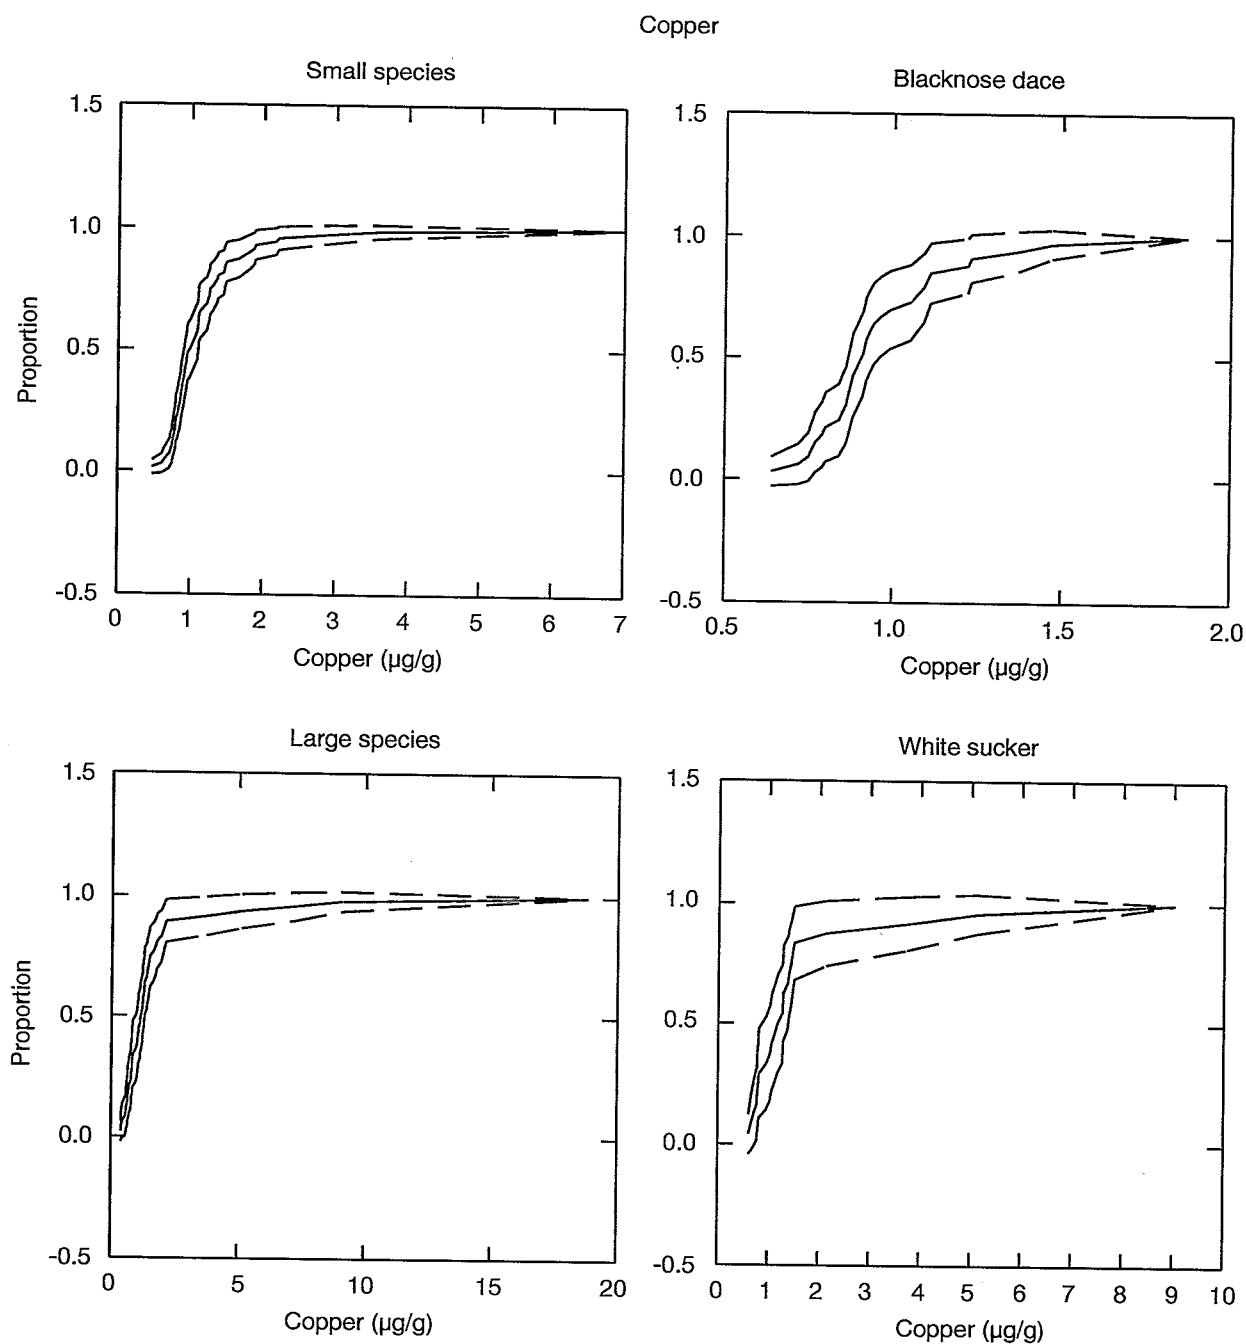 Copper
Small species
1.5
1.0
0.5
0.0
-0.5
Proportion
0 1 2 3 4 5 6 7
Copper (µg/g)
Blacknose dace
1.5
1.0
0.5
0.0
-0.5
0.5 1.0 1.5 2.0
Copper (µg/g)
Large species
1.5
1.0
0.5
0.0
-0.5
Proportion
0 5 10 15 20
Copper (µg/g)
White sucker
1.5
1.0
0.5
0.0
-0.5
0 1 2 3 4 5 6 7 8 9 10
Copper (µg/g)